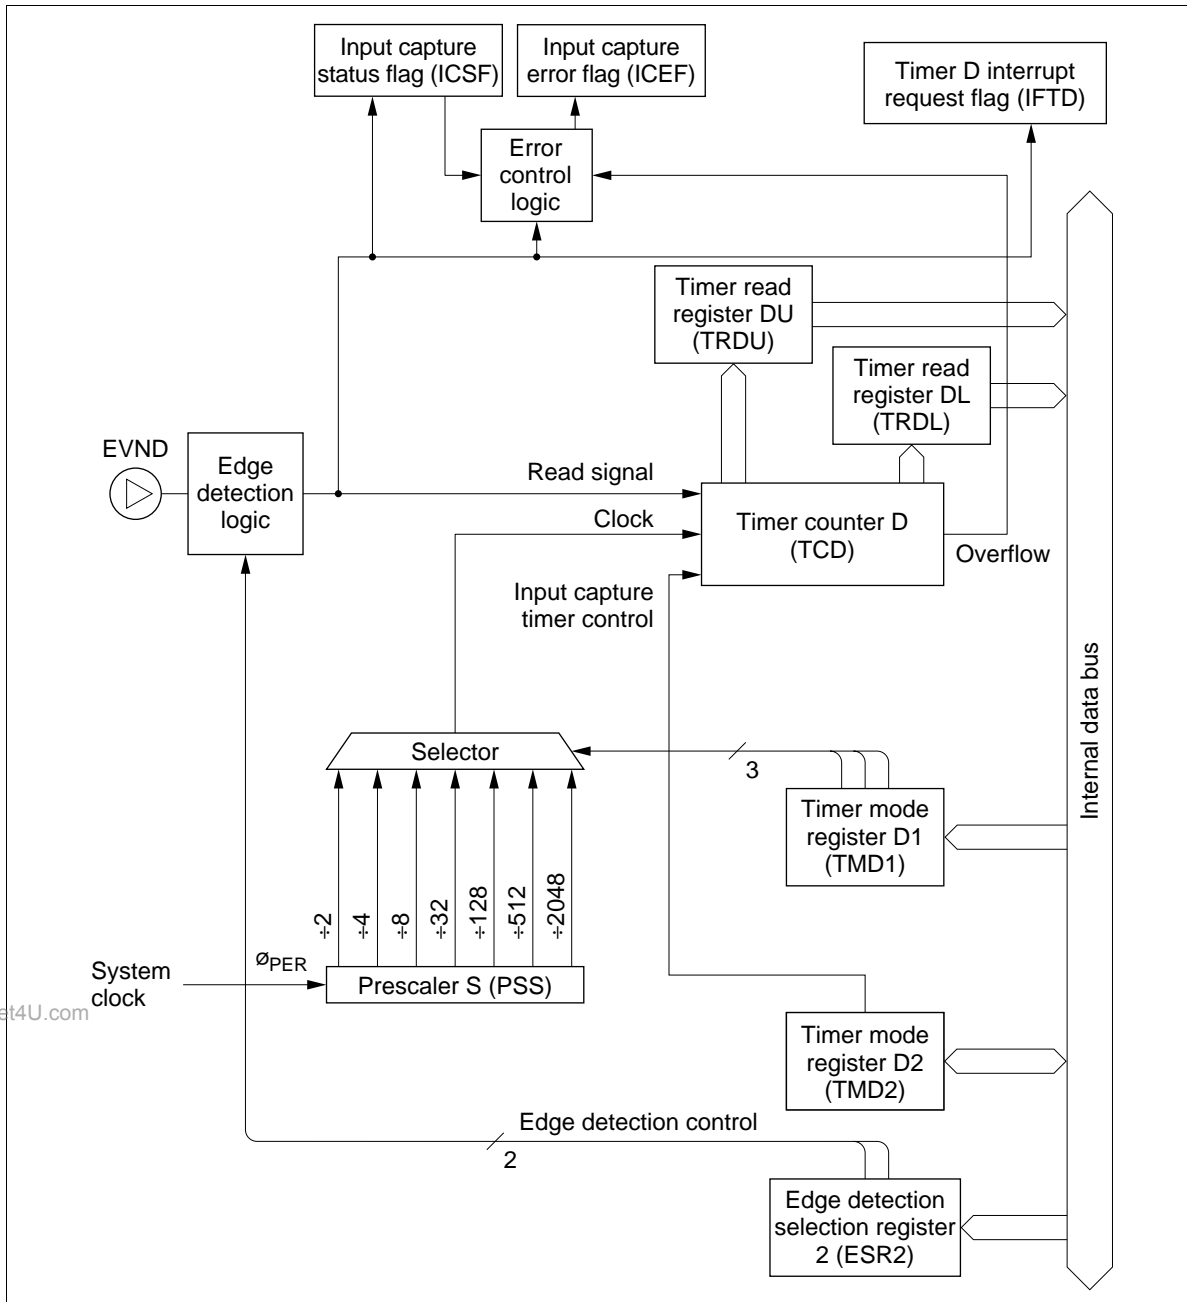 Input capture
status flag (ICSF)
Input capture
error flag (ICEF)
Timer D interrupt
request flag (IFTD)
Error
control
logic
Timer read
register DU
(TRDU)
Timer read
register DL
(TRDL)
EVND
Edge
detection
logic
Read signal
Clock
Timer counter D
(TCD)
Overflow
Input capture
timer control
Internal data bus
Selector
3
Timer mode
register D1
(TMD1)
÷2
÷4
÷8
÷32
÷128
÷512
÷2048
System
clock
øPER
Prescaler S (PSS)
et4U.com
Timer mode
register D2
(TMD2)
Edge detection control
2
Edge detection
selection register
2 (ESR2)